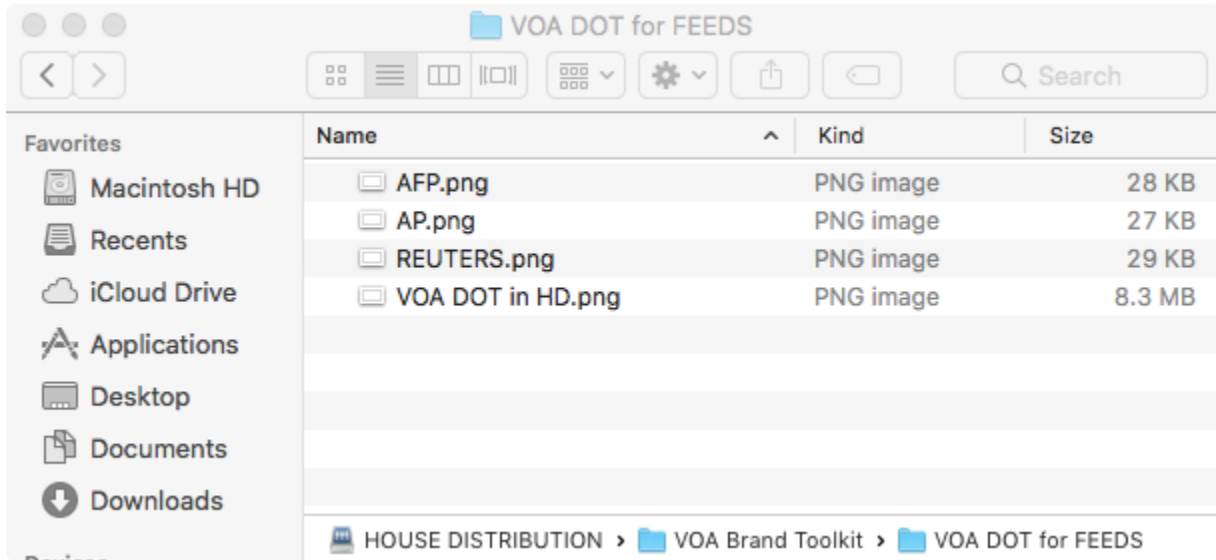 VOA DOT for FEEDS
Search
Favorites
Macintosh HD
Recents
iCloud Drive
Applications
Desktop
Documents
Downloads
Name Kind Size
AFP.png PNG image 28 KB
AP.png PNG image 27 KB
REUTERS.png PNG image 29 KB
VOA DOT in HD.png PNG image 8.3 MB
HOUSE DISTRIBUTION › VOA Brand Toolkit › VOA DOT for FEEDS